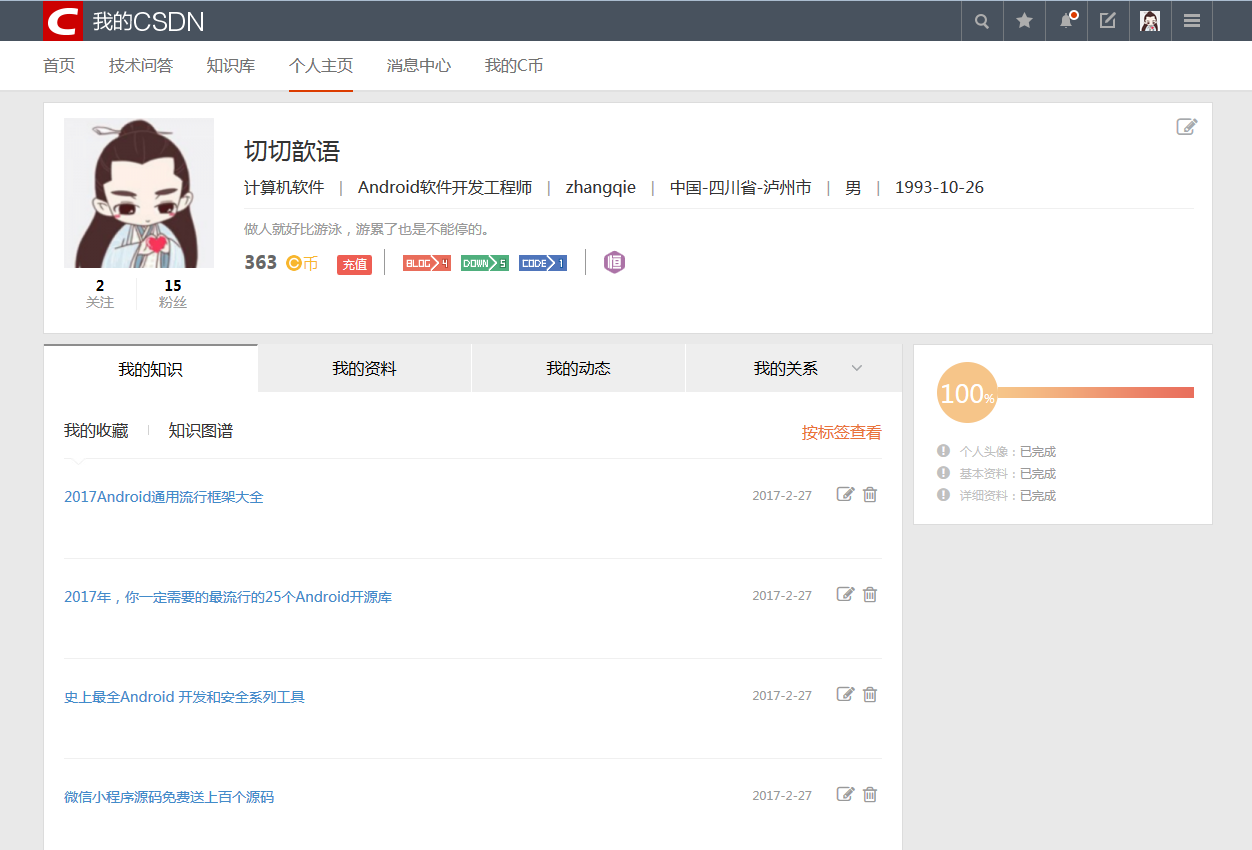 C 我的CSDN
首页 技术问答 知识库 个人主页 消息中心 我的C币
切切歆语
计算机软件 | Android软件开发工程师 | zhangqie | 中国-四川省-泸州市 | 男 | 1993-10-26
做人就好比游泳，游累了也是不能停的。
363 C币 充值 BLOG 4 DOWN 5 CODE 1 恒
2 15
关注 粉丝
我的知识 我的资料 我的动态 我的关系
100%
我的收藏 知识图谱 按标签查看
个人头像：已完成
基本资料：已完成
详细资料：已完成
2017Android通用流行框架大全 2017-2-27
2017年，你一定需要的最流行的25个Android开源库 2017-2-27
史上最全Android 开发和安全系列工具 2017-2-27
微信小程序源码免费送上百个源码 2017-2-27